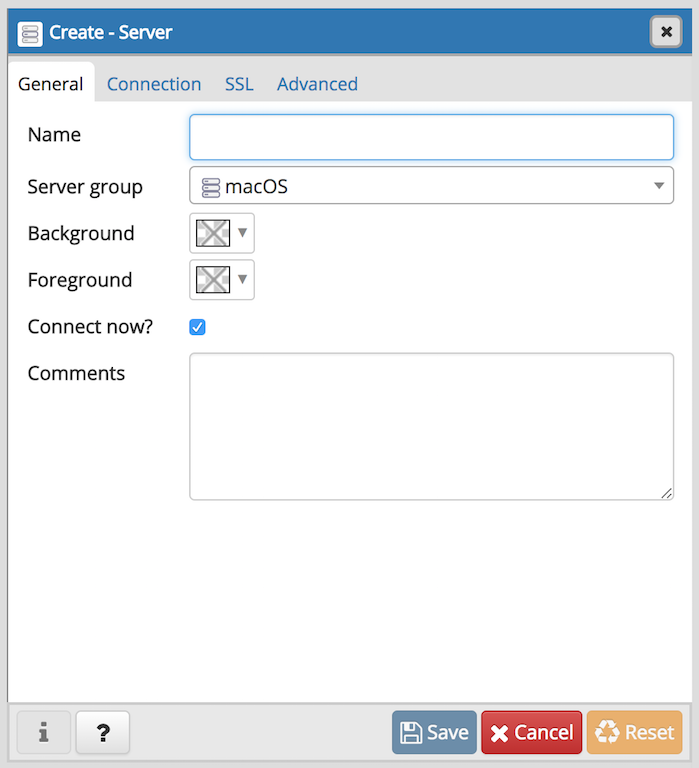 Create - Server
General Connection SSL Advanced
Name
Server group macOS
Background
Foreground
Connect now?
Comments
i ? Save Cancel Reset